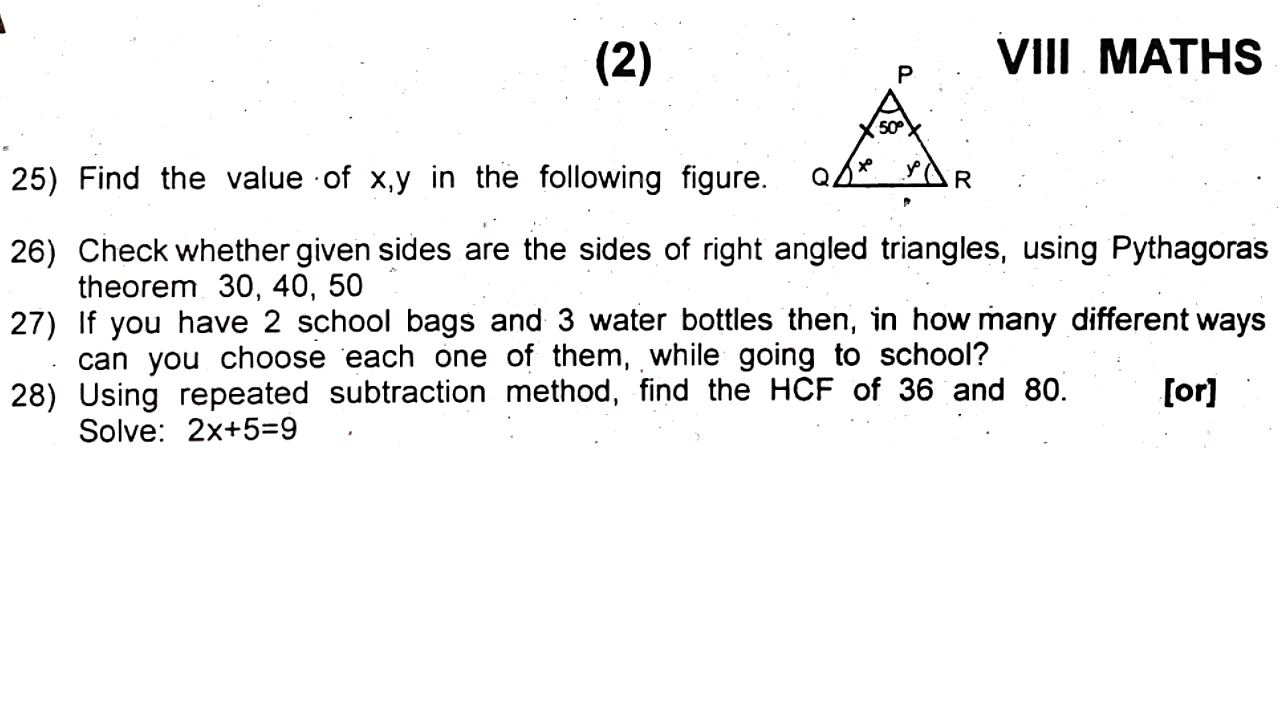 (2)
VIII MATHS
P
50°
25) Find the value of x,y in the following figure.
Q x° y° R
26) Check whether given sides are the sides of right angled triangles, using Pythagoras
theorem 30, 40, 50
27) If you have 2 school bags and 3 water bottles then, in how many different ways
can you choose each one of them, while going to school?
28) Using repeated subtraction method, find the HCF of 36 and 80. [or]
Solve: 2x+5=9